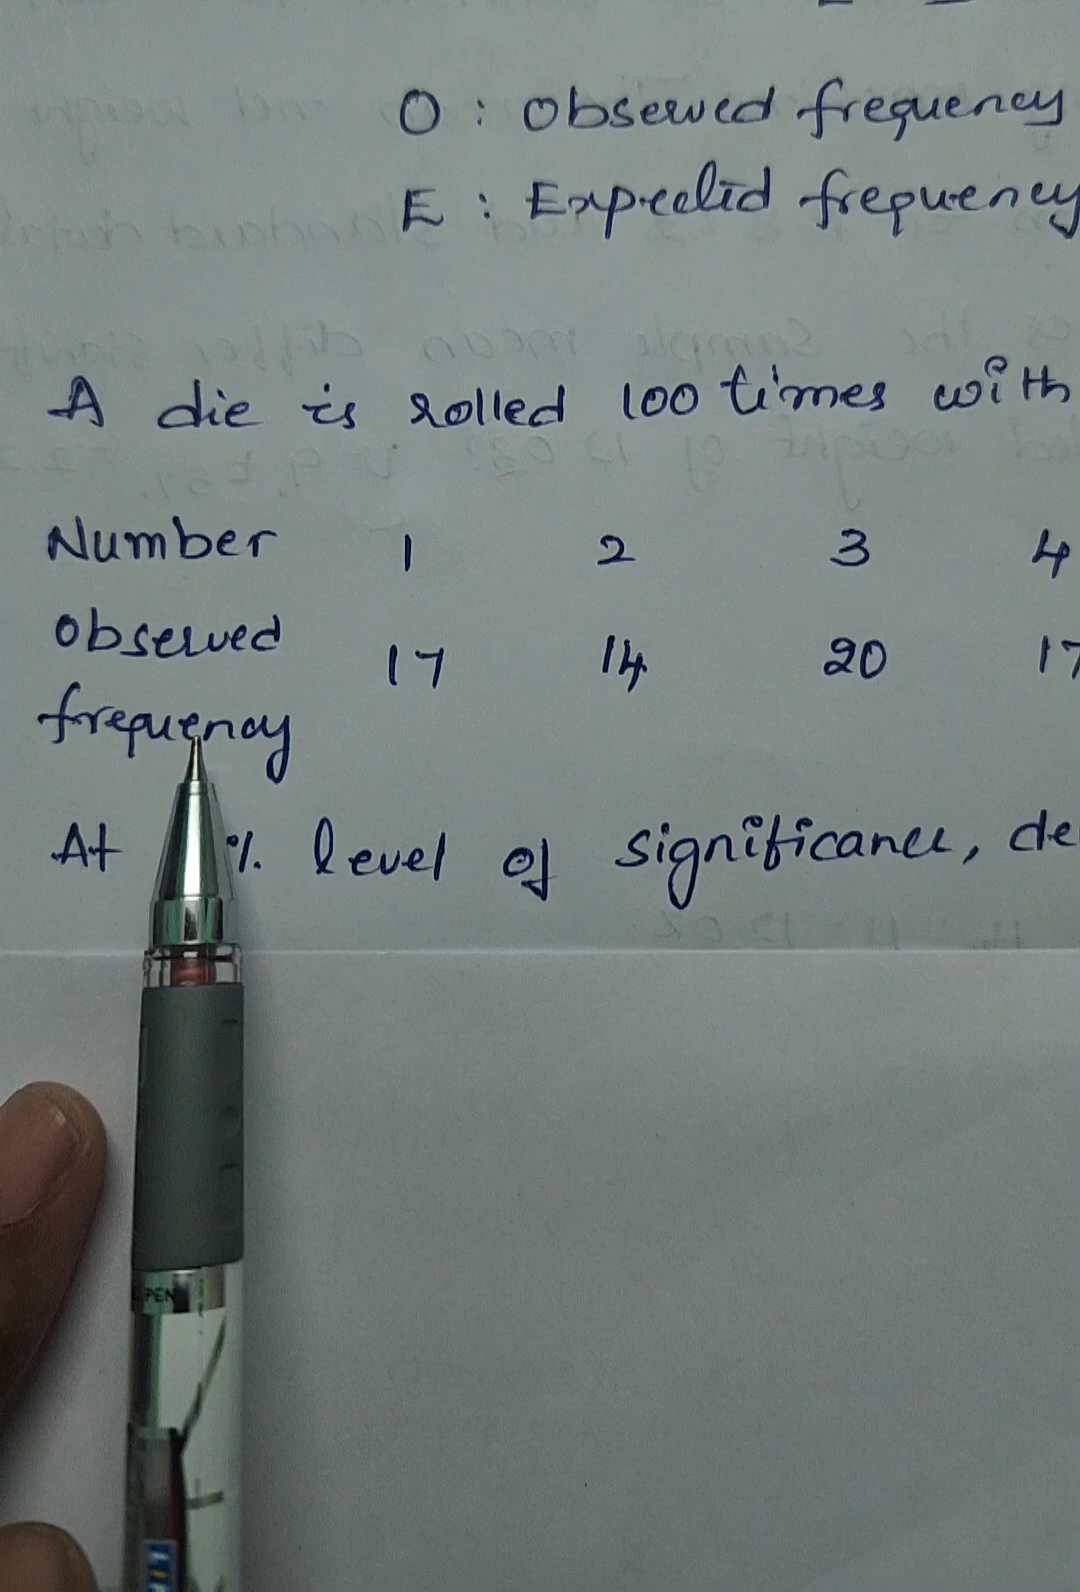 O : Observed frequency
E : Expected frequency
A die is rolled 100 times with
Number 1 2 3 4
Observed frequency 17 14 20 17
At % level of significance, de
PEN